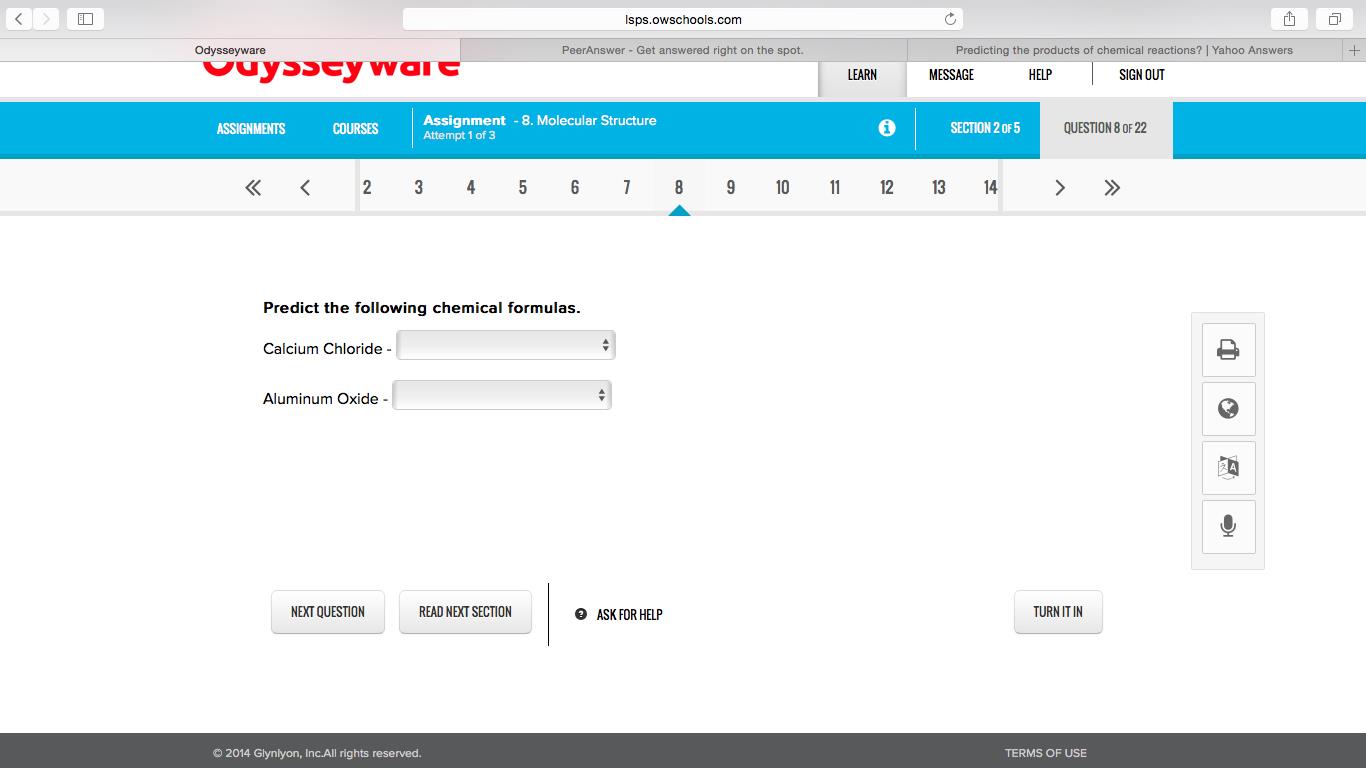 lsps.owschools.com
Odysseyware
PeerAnswer - Get answered right on the spot.
Predicting the products of chemical reactions? | Yahoo Answers
Odysseyware
LEARN
MESSAGE
HELP
SIGN OUT
ASSIGNMENTS
COURSES
Assignment - 8. Molecular Structure
Attempt 1 of 3
SECTION 2 OF 5
QUESTION 8 OF 22
2 3 4 5 6 7 8 9 10 11 12 13 14
Predict the following chemical formulas.
Calcium Chloride -
Aluminum Oxide -
NEXT QUESTION
READ NEXT SECTION
ASK FOR HELP
TURN IT IN
© 2014 Glynlyon, Inc.All rights reserved.
TERMS OF USE